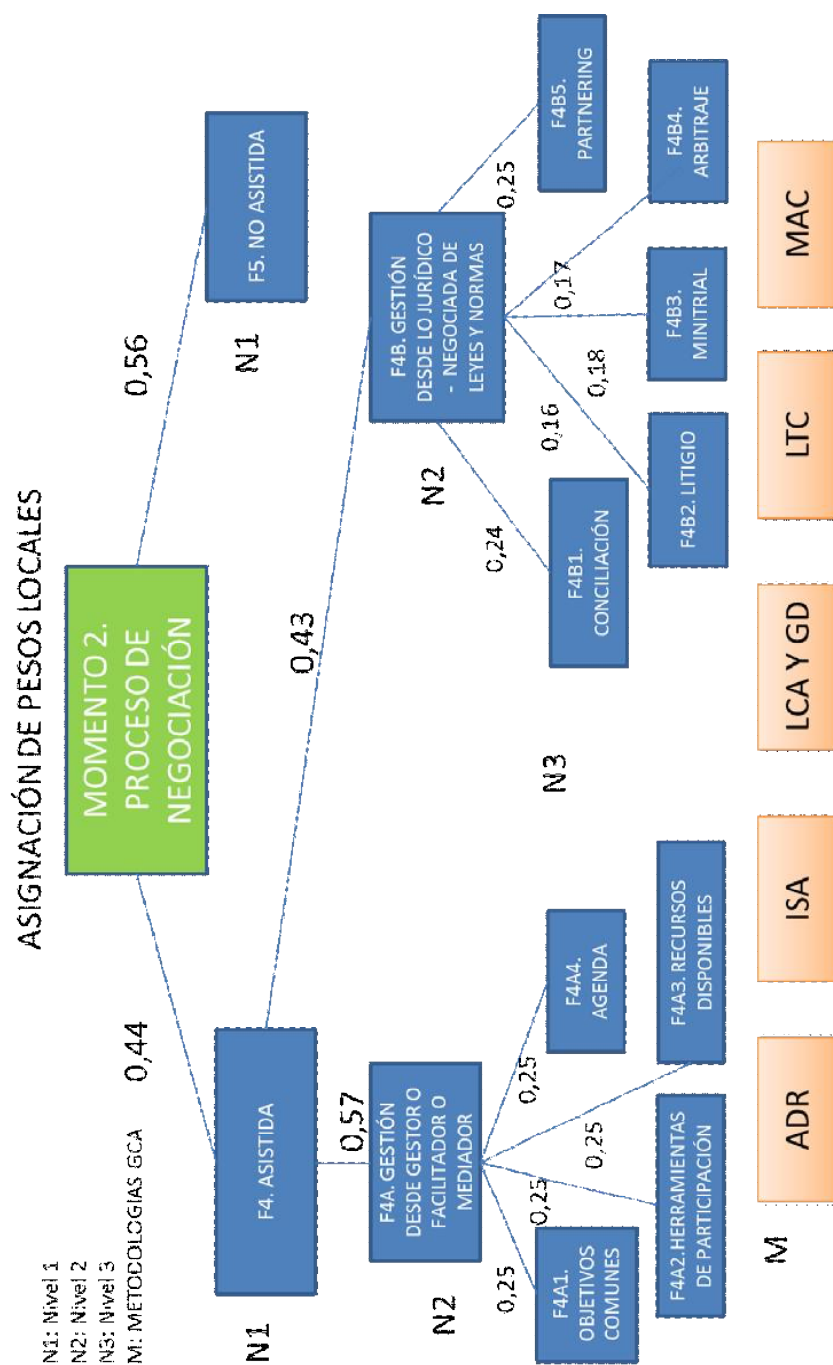 ASIGNACIÓN DE PESOS LOCALES
N1: Nivel 1
N2: Nivel 2
N3: Nivel 3
M: METODOLOGIAS GCA
MOMENTO 2.
PROCESO DE
NEGOCIACIÓN
0,44
0,56
N1
F4. ASISTIDA
F5. NO ASISTIDA
N1
0,57
0,43
N2
F4A. GESTIÓN
DESDE GESTOR O
FACILITADOR O
MEDIADOR
N2
F4B. GESTIÓN
DESDE LO JURÍDICO
- NEGOCIADA DE
LEYES Y NORMAS
0,25
0,25
0,25
0,25
0,24
0,16
0,18
0,17
0,25
N3
F4A1.
OBJETIVOS
COMUNES
F4A4.
AGENDA
F4B1.
CONCILIACIÓN
F4B5.
PARTNERING
F4A2.HERRAMIENTAS
DE PARTICIPACIÓN
F4A3. RECURSOS
DISPONIBLES
F4B2. LITIGIO
F4B3.
MINITRIAL
F4B4.
ARBITRAJE
M
ADR
ISA
LCA Y GD
LTC
MAC